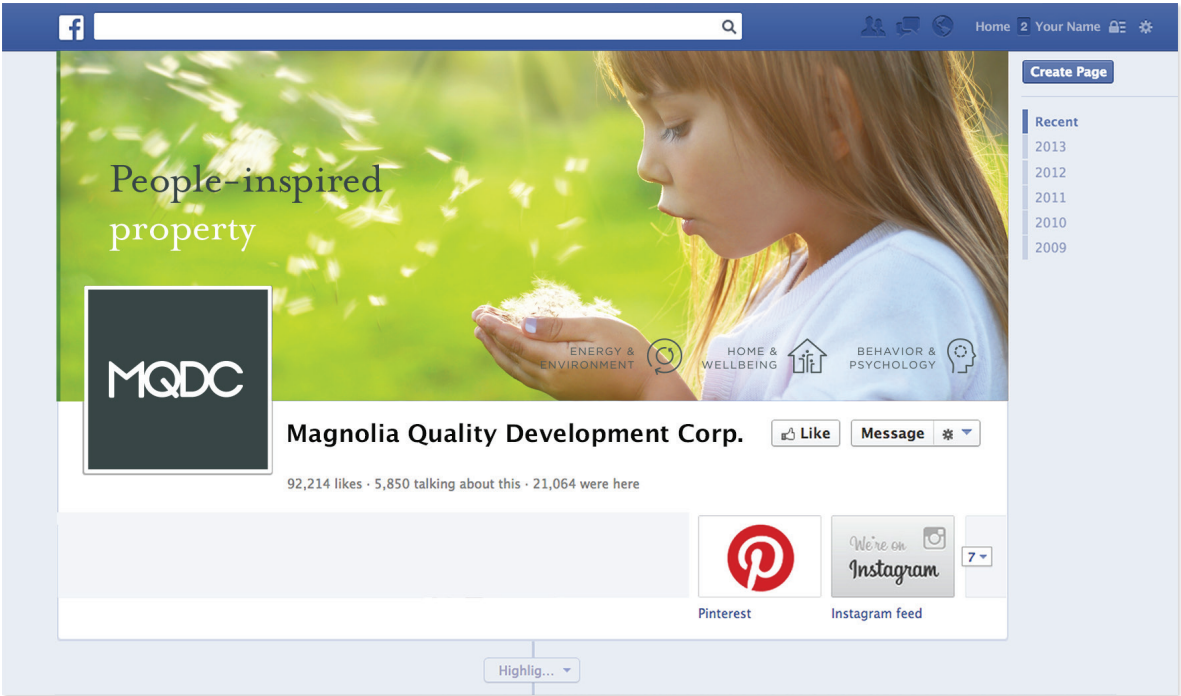 f
Home 2 Your Name
Create Page
Recent
2013
2012
2011
2010
2009
People-inspired
property
ENERGY &
ENVIRONMENT
HOME &
WELLBEING
BEHAVIOR &
PSYCHOLOGY
MQDC
Magnolia Quality Development Corp.
Like
Message
92,214 likes · 5,850 talking about this · 21,064 were here
We're on
Instagram
7
Pinterest
Instagram feed
Highlig...